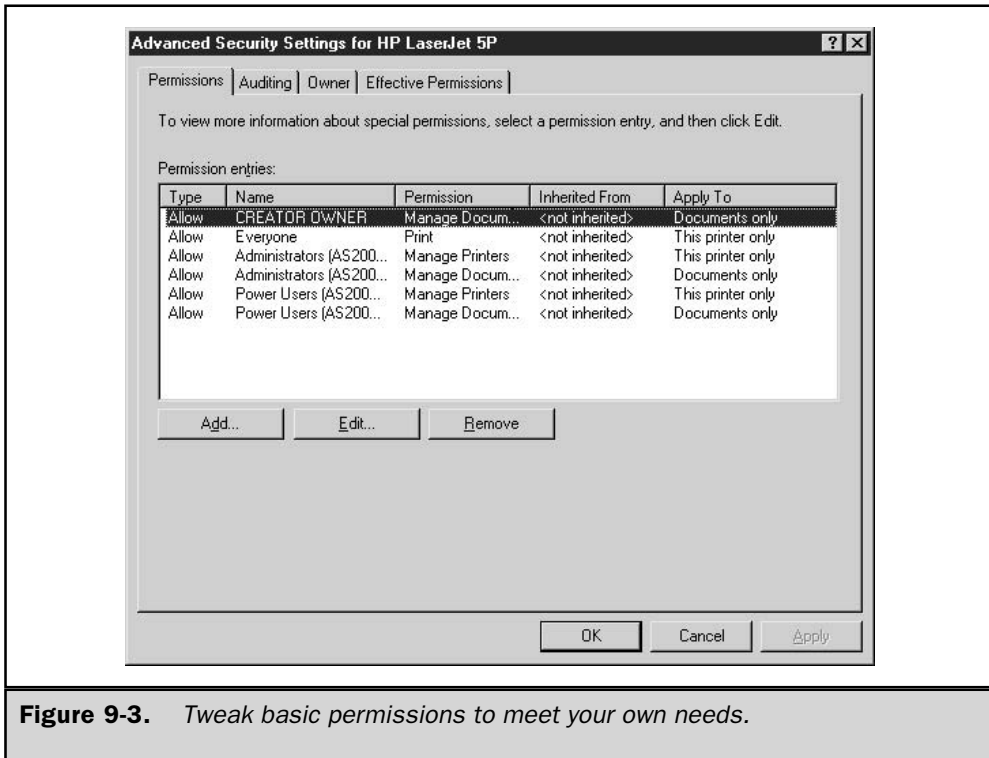 Advanced Security Settings for HP LaserJet 5P
Permissions Auditing Owner Effective Permissions
To view more information about special permissions, select a permission entry, and then click Edit.
Permission entries:
Type Name Permission Inherited From Apply To
Allow CREATOR OWNER Manage Docum... <not inherited> Documents only
Allow Everyone Print <not inherited> This printer only
Allow Administrators (AS200... Manage Printers <not inherited> This printer only
Allow Administrators (AS200... Manage Docum... <not inherited> Documents only
Allow Power Users (AS200... Manage Printers <not inherited> This printer only
Allow Power Users (AS200... Manage Docum... <not inherited> Documents only
Add... Edit... Remove
OK Cancel Apply
Figure 9-3. Tweak basic permissions to meet your own needs.